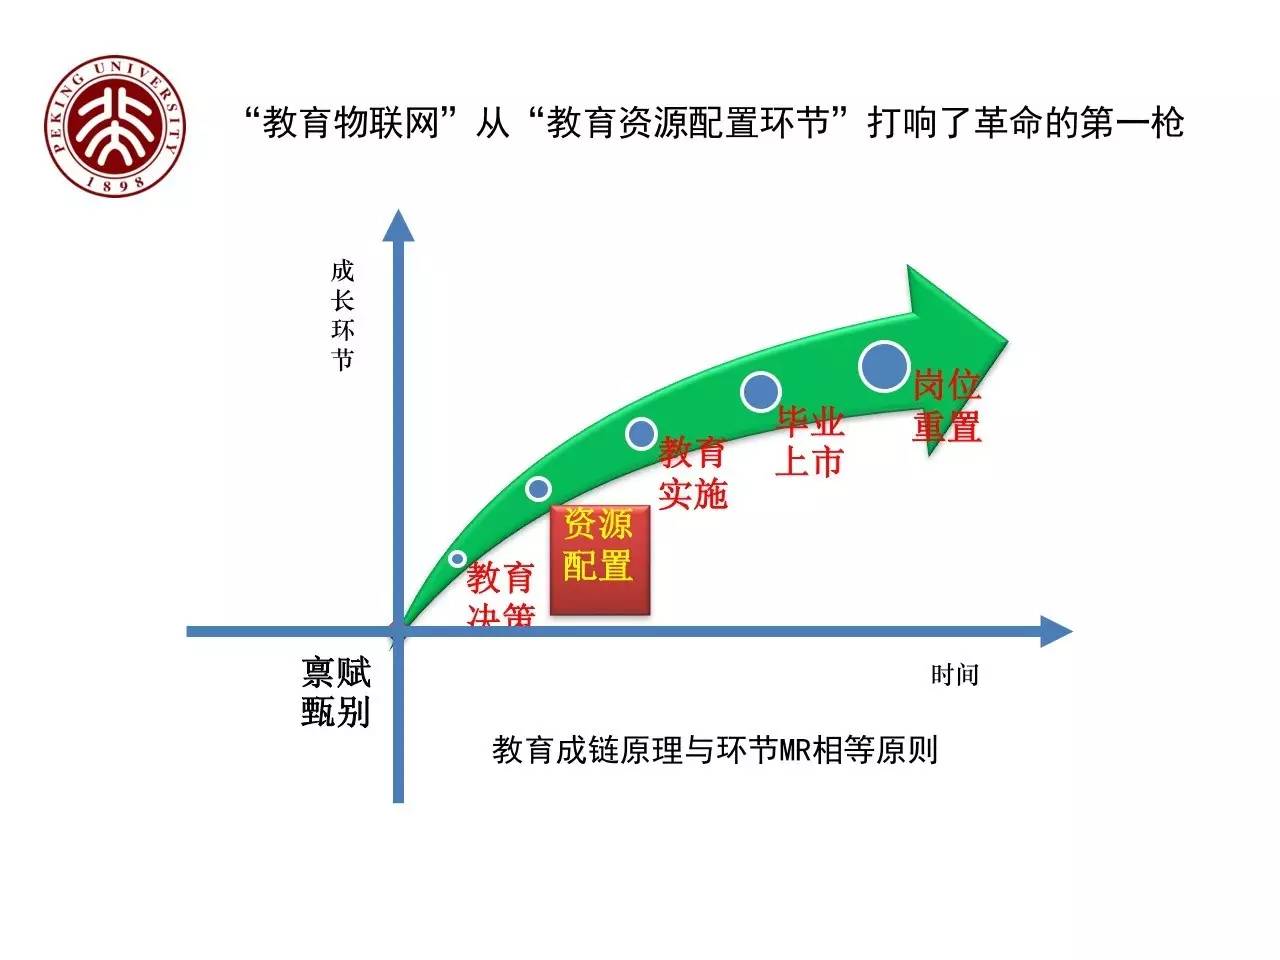 PEKING UNIVERSITY
1898
“教育物联网”从“教育资源配置环节”打响了革命的第一枪
成
长
环
节
岗位
重置
毕业
上市
教育
实施
资源
配置
教育
决策
禀赋
甄别
时间
教育成链原理与环节MR相等原则